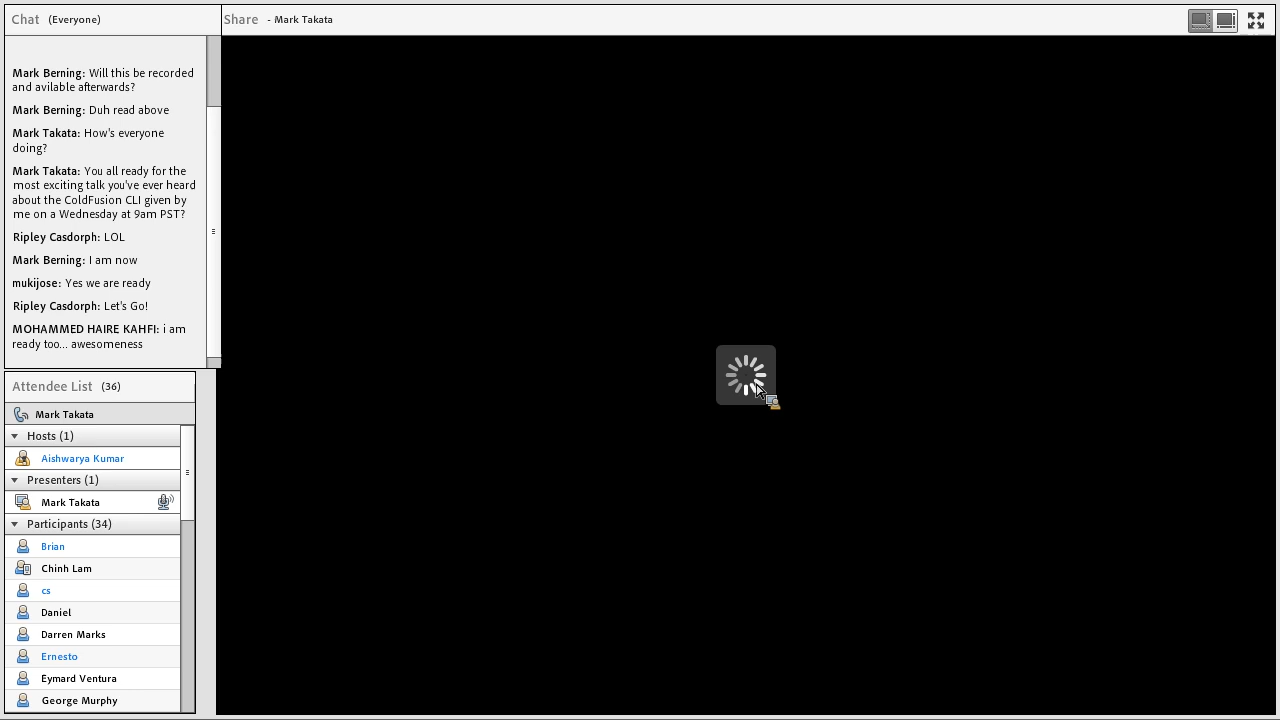 Chat (Everyone)
Share - Mark Takata
Mark Berning: Will this be recorded
and avilable afterwards?
Mark Berning: Duh read above
Mark Takata: How's everyone
doing?
Mark Takata: You all ready for the
most exciting talk you've ever heard
about the ColdFusion CLI given by
me on a Wednesday at 9am PST?
Ripley Casdorph: LOL
Mark Berning: I am now
mukijose: Yes we are ready
Ripley Casdorph: Let's Go!
MOHAMMED HAIRE KAHFI: i am
ready too... awesomeness
Attendee List (36)
Mark Takata
Hosts (1)
Aishwarya Kumar
Presenters (1)
Mark Takata
Participants (34)
Brian
Chinh Lam
cs
Daniel
Darren Marks
Ernesto
Eymard Ventura
George Murphy